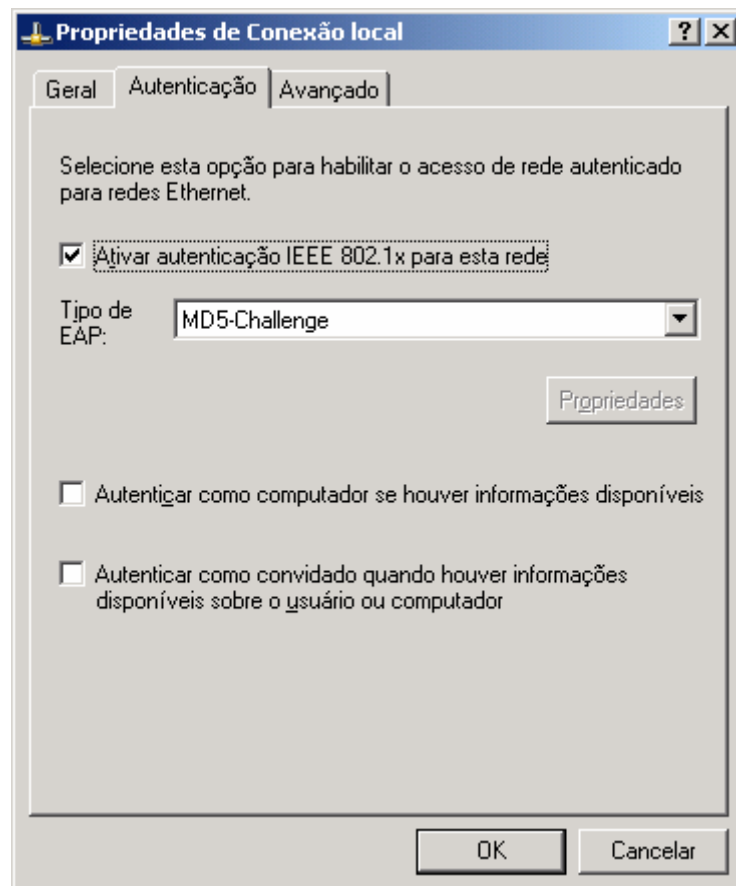 Propriedades de Conexão local
Geral
Autenticação
Avançado
Selecione esta opção para habilitar o acesso de rede autenticado
para redes Ethernet.
Ativar autenticação IEEE 802.1x para esta rede
Tipo de
EAP:
MD5-Challenge
Propriedades
Autenticar como computador se houver informações disponíveis
Autenticar como convidado quando houver informações
disponíveis sobre o usuário ou computador
OK
Cancelar